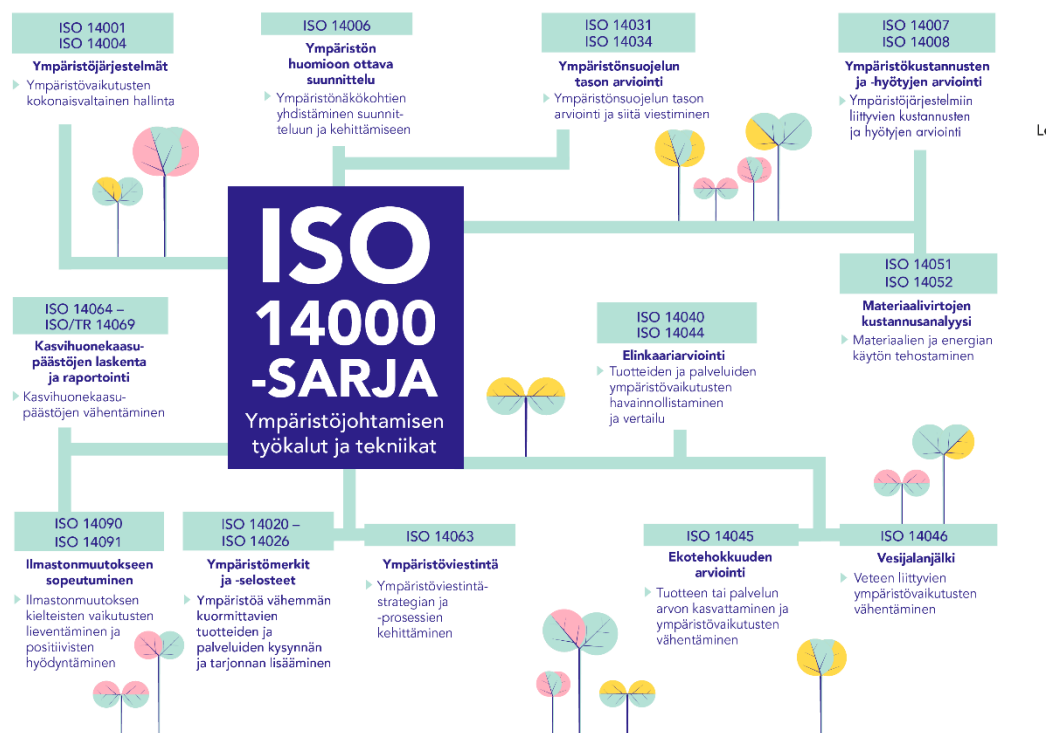 ISO 14001
ISO 14004
Ympäristöjärjestelmät
Ympäristövaikutusten
kokonaisvaltainen hallinta
ISO 14006
Ympäristön
huomioon ottava
suunnittelu
Ympäristönäkökohtien
yhdistäminen suunnit-
teluun ja kehittämiseen
ISO 14031
ISO 14034
Ympäristönsuojelun
tason arviointi
Ympäristönsuojelun tason
arviointi ja siitä viestiminen
ISO 14007
ISO 14008
Ympäristökustannusten
ja -hyötyjen arviointi
Ympäristöjärjestelmiin
liittyvien kustannusten
ja hyötyjen arviointi
ISO
14000
-SARJA
Ympäristöjohtamisen
työkalut ja tekniikat
ISO 14051
ISO 14052
Materiaalivirtojen
kustannusanalyysi
Materiaalien ja energian
käytön tehostaminen
ISO 14064 –
ISO/TR 14069
Kasvihuonekaasu-
päästöjen laskenta
ja raportointi
Kasvihuonekaasu-
päästöjen vähentäminen
ISO 14040
ISO 14044
Elinkaariarviointi
Tuotteiden ja palveluiden
ympäristövaikutusten
havainnollistaminen
ja vertailu
ISO 14090
ISO 14091
Ilmastonmuutokseen
sopeutuminen
Ilmastonmuutoksen
kielteisten vaikutusten
lieventäminen ja
positiivisten
hyödyntäminen
ISO 14020 –
ISO 14026
Ympäristömerkit
ja -selosteet
Ympäristöä vähemmän
kuormittavien
tuotteiden ja
palveluiden kysynnän
ja tarjonnan lisääminen
ISO 14063
Ympäristöviestintä
Ympäristöviestintä-
strategian ja
-prosessien
kehittäminen
ISO 14045
Ekotehokkuuden
arviointi
Tuotteen tai palvelun
arvon kasvattaminen ja
ympäristövaikutusten
vähentäminen
ISO 14046
Vesijalanjälki
Veteen liittyvien
ympäristövaikutusten
vähentäminen